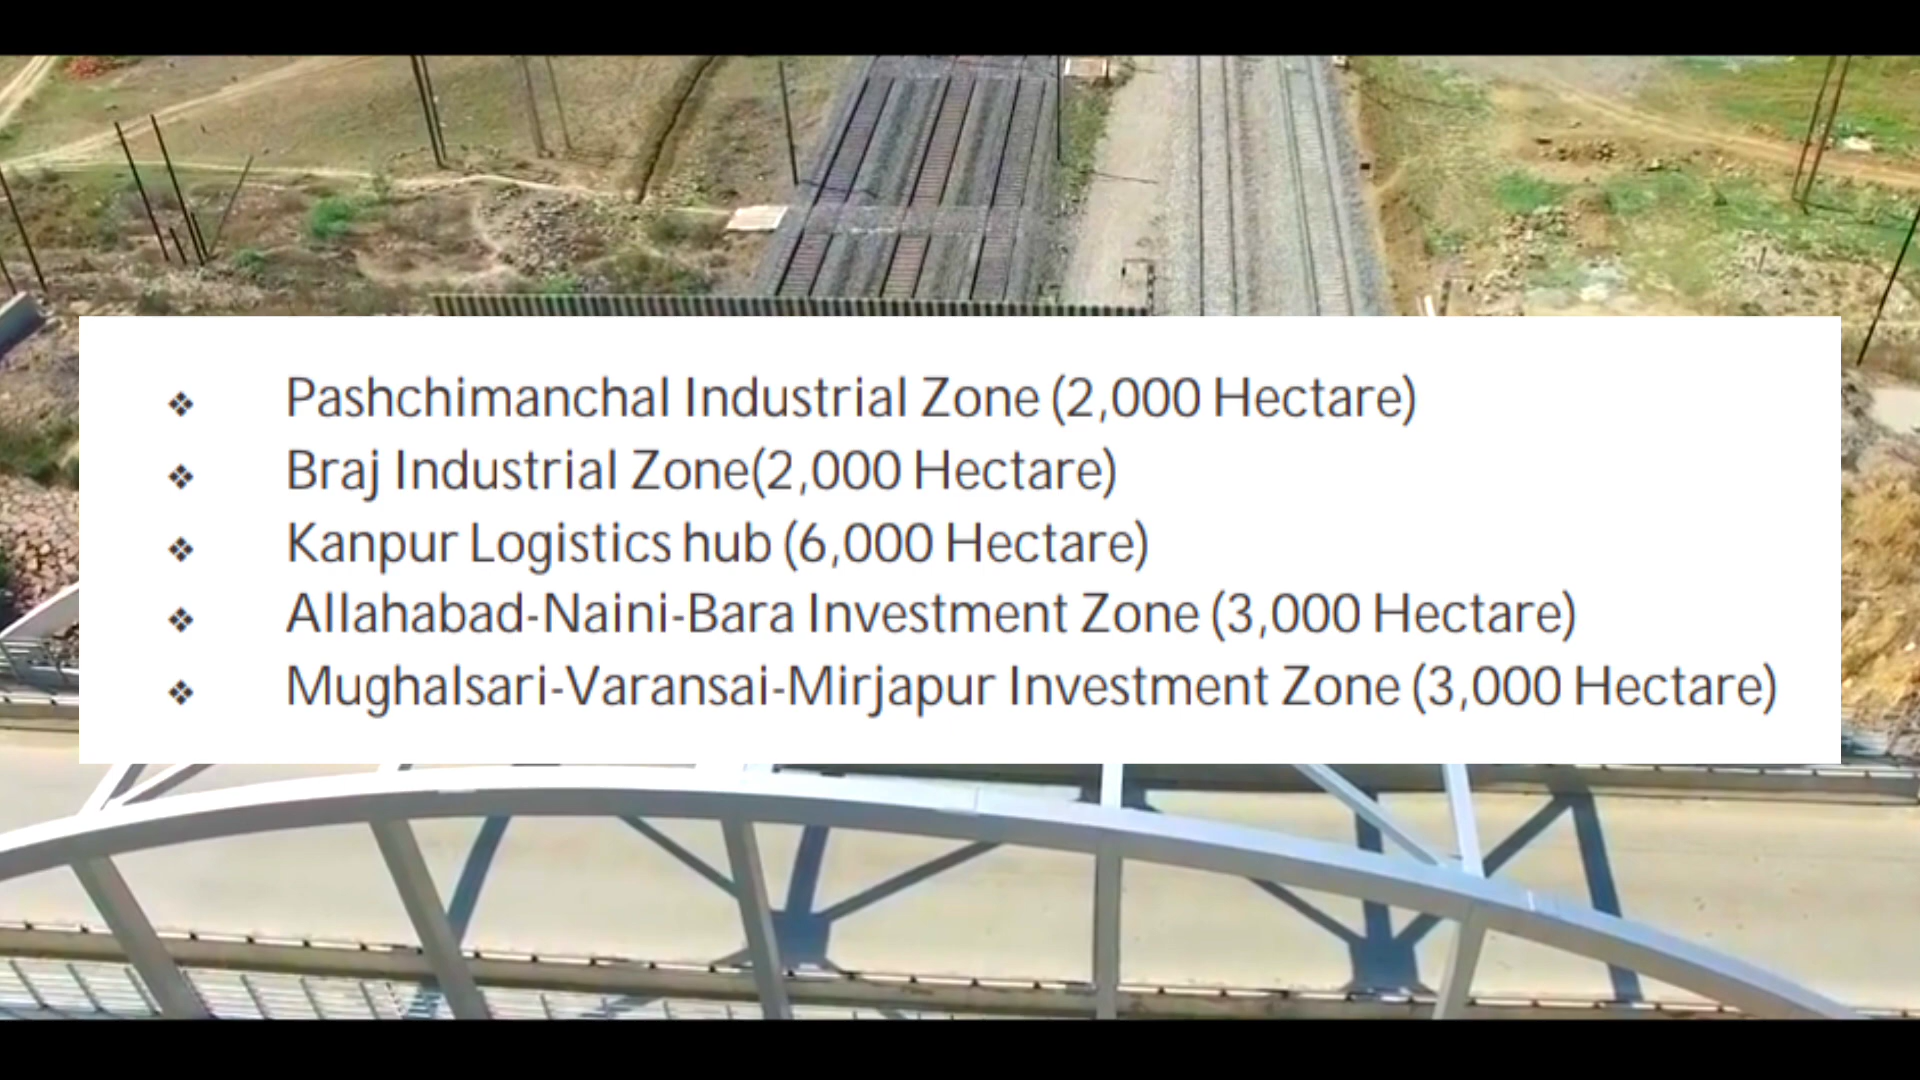 ❖ Pashchimanchal Industrial Zone (2,000 Hectare)
❖ Braj Industrial Zone(2,000 Hectare)
❖ Kanpur Logistics hub (6,000 Hectare)
❖ Allahabad-Naini-Bara Investment Zone (3,000 Hectare)
❖ Mughalsari-Varansai-Mirjapur Investment Zone (3,000 Hectare)